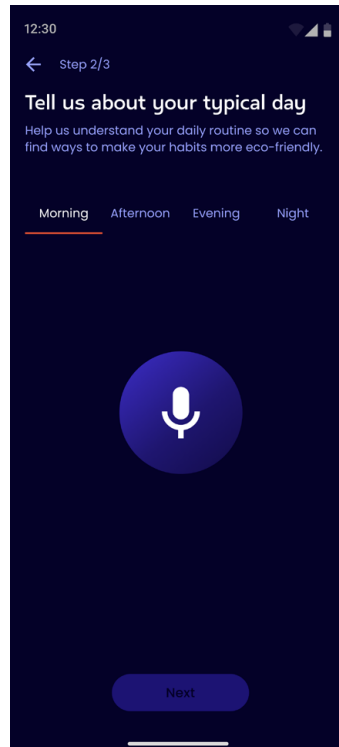 12:30
Step 2/3
Tell us about your typical day
Help us understand your daily routine so we can
find ways to make your habits more eco-friendly.
Morning Afternoon Evening Night
Next